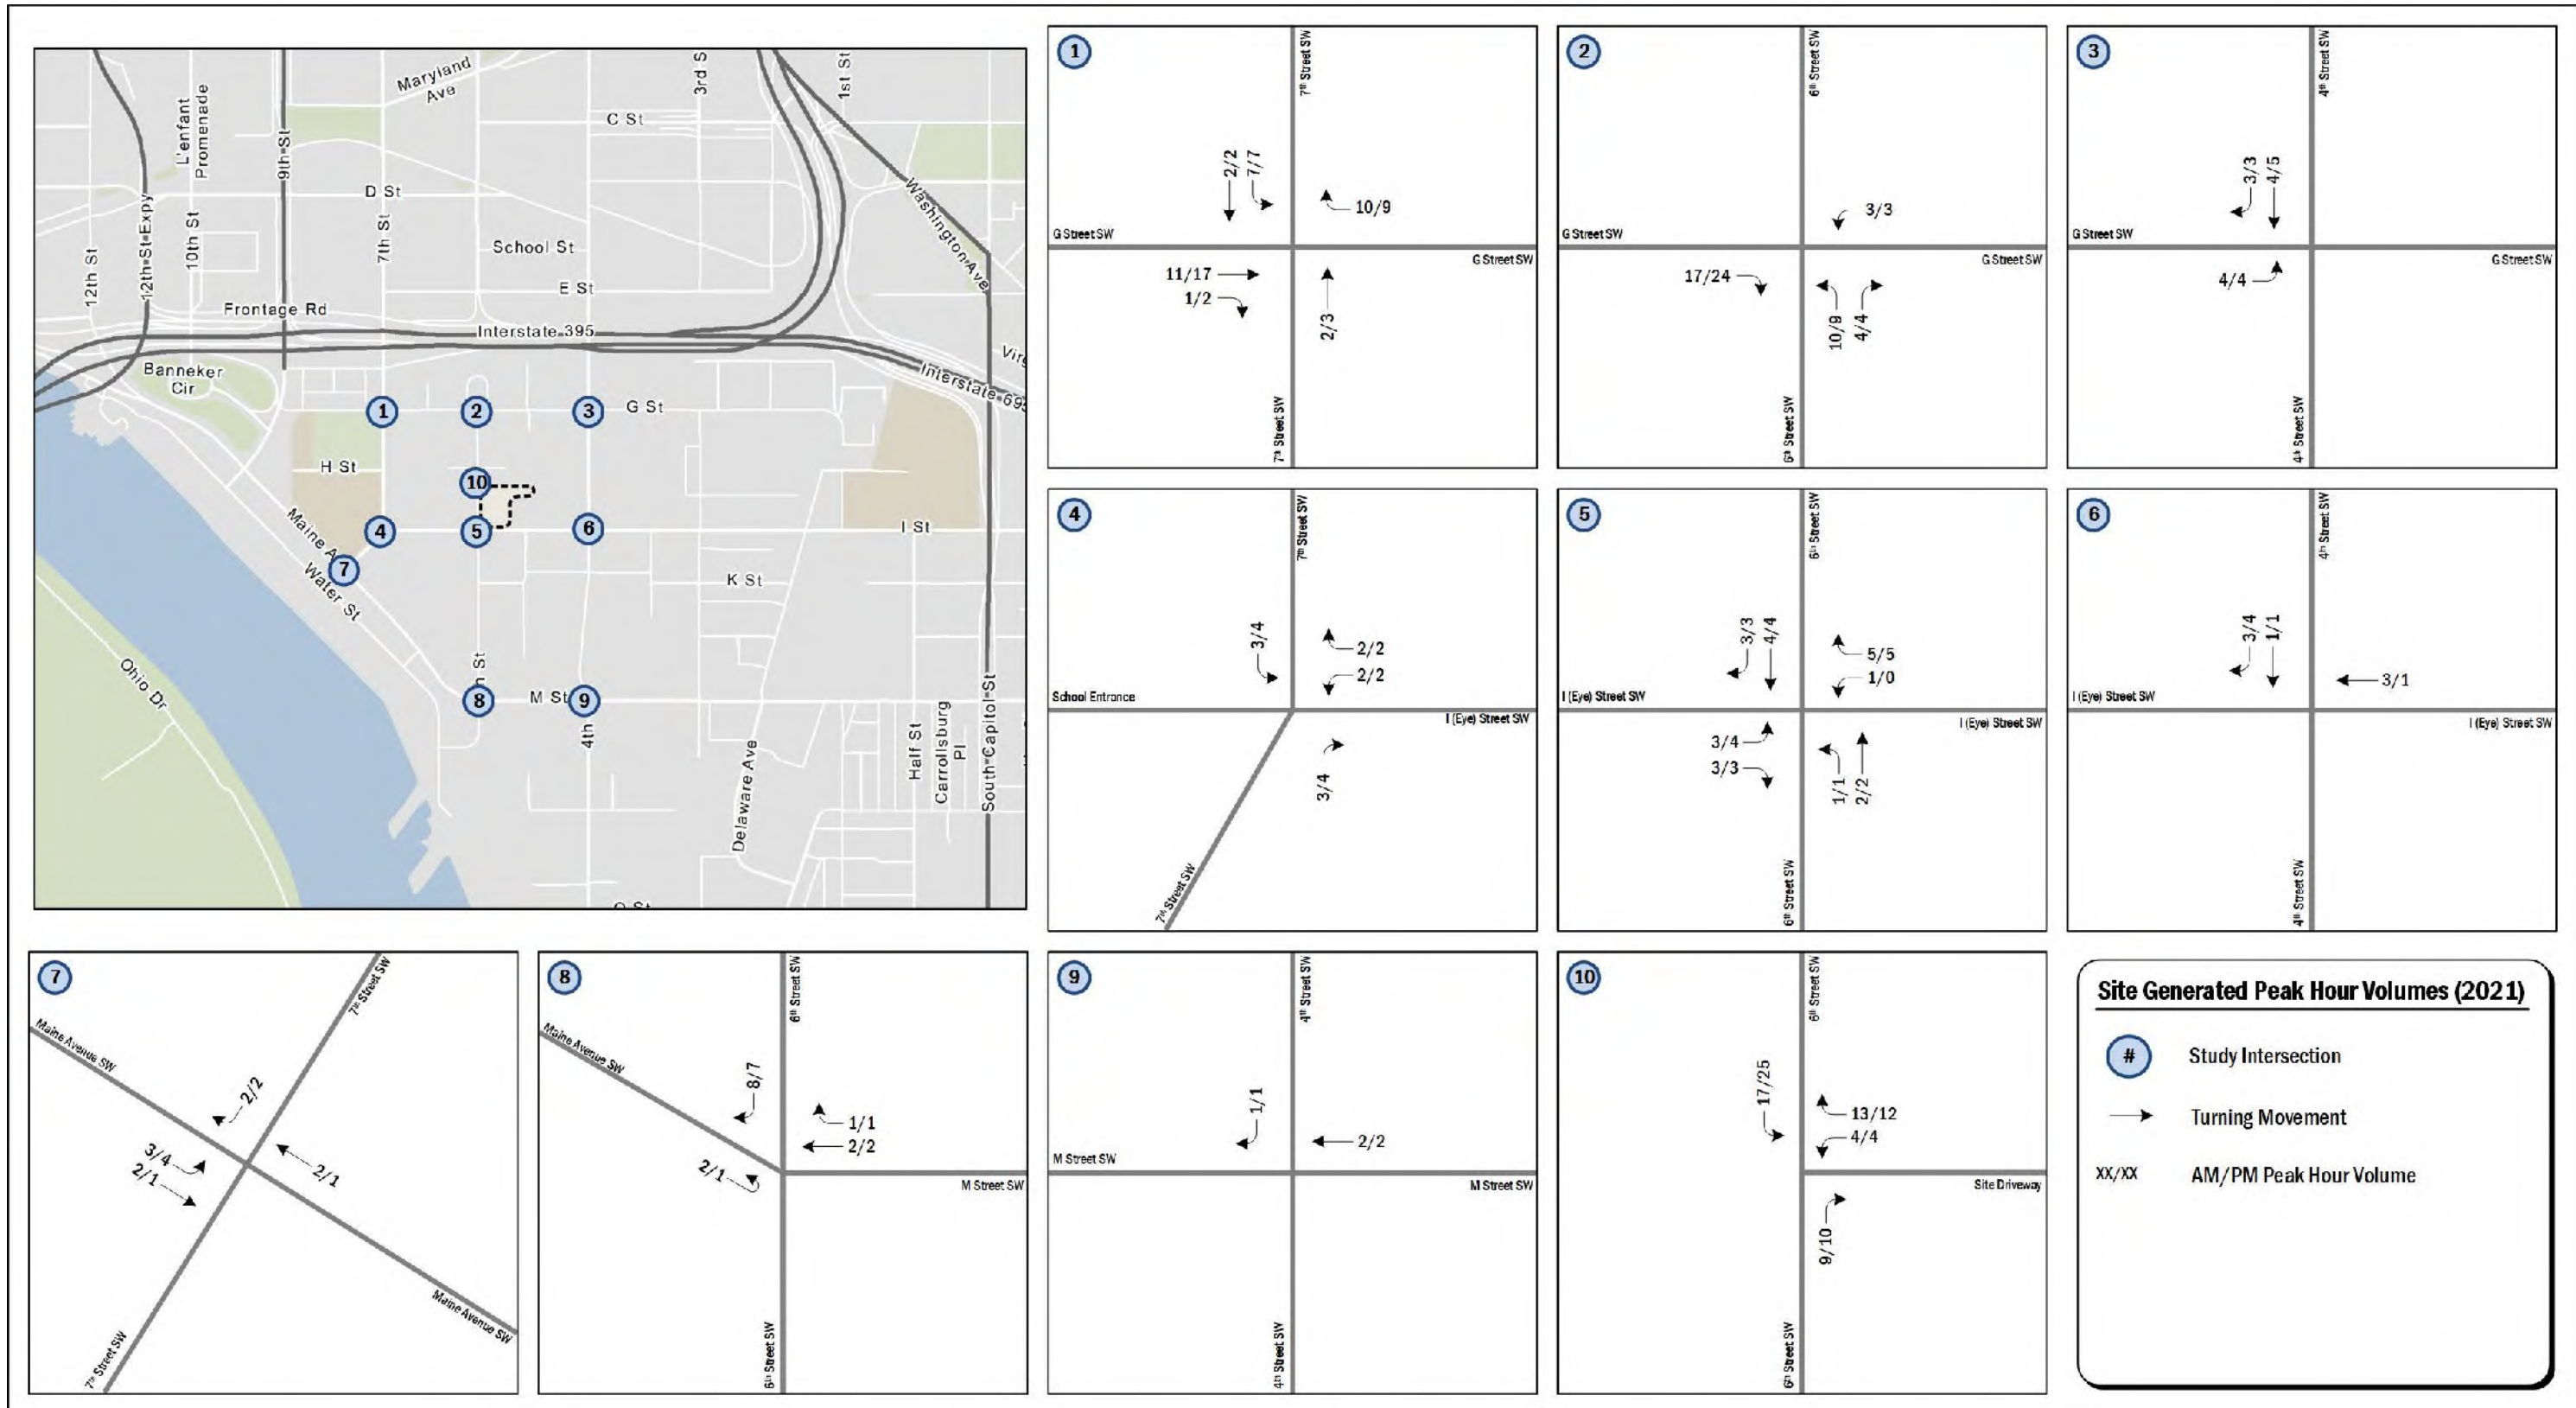 Maryland
Ave
3rd S
1st St
C St
L'enfant
Promenade
9th St
D St
Washington Ave
7th St
12th St Expy
10th St
12th St
School St
E St
Frontage Rd
Interstate 395
Banneker
Cir
Interstate 69
1
2
3
G St
H St
10
4
5
6
I St
Maine A
7
Water St
K St
Ohio Dr
h St
8
M St
9
4th
Half St
Carrollsburg
Pl
South Capitol St
Delaware Ave
1
7th Street SW
2/2
7/7
10/9
G Street SW
G Street SW
11/17
1/2
2/3
7th Street SW
2
6th Street SW
3/3
G Street SW
G Street SW
17/24
10/9
4/4
6th Street SW
3
4th Street SW
3/3
4/5
G Street SW
G Street SW
4/4
4th Street SW
4
7th Street SW
3/4
2/2
2/2
School Entrance
I (Eye) Street SW
3/4
7th Street SW
5
6th Street SW
3/3
4/4
5/5
1/0
I (Eye) Street SW
I (Eye) Street SW
3/4
3/3
1/1
2/2
6th Street SW
6
4th Street SW
3/4
1/1
3/1
I (Eye) Street SW
I (Eye) Street SW
4th Street SW
7
7th Street SW
Maine Avenue SW
2/2
3/4
2/1
2/1
Maine Avenue SW
7th Street SW
8
6th Street SW
Maine Avenue SW
8/7
1/1
2/2
2/1
M Street SW
6th Street SW
9
4th Street SW
1/1
2/2
M Street SW
M Street SW
4th Street SW
10
6th Street SW
17/25
13/12
4/4
Site Driveway
9/10
6th Street SW
Site Generated Peak Hour Volumes (2021)
# Study Intersection
Turning Movement
XX/XX AM/PM Peak Hour Volume